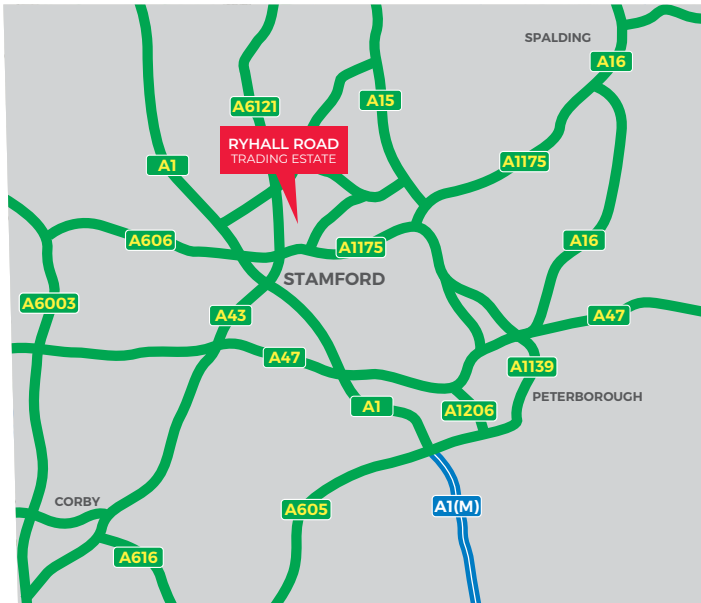 SPALDING
A16
A6121
A15
RYHALL ROAD
TRADING ESTATE
A1
A1175
A606
A1175
A16
STAMFORD
A6003
A43
A47
A47
A1139
A1
A1206
PETERBOROUGH
CORBY
A605
A1(M)
A616